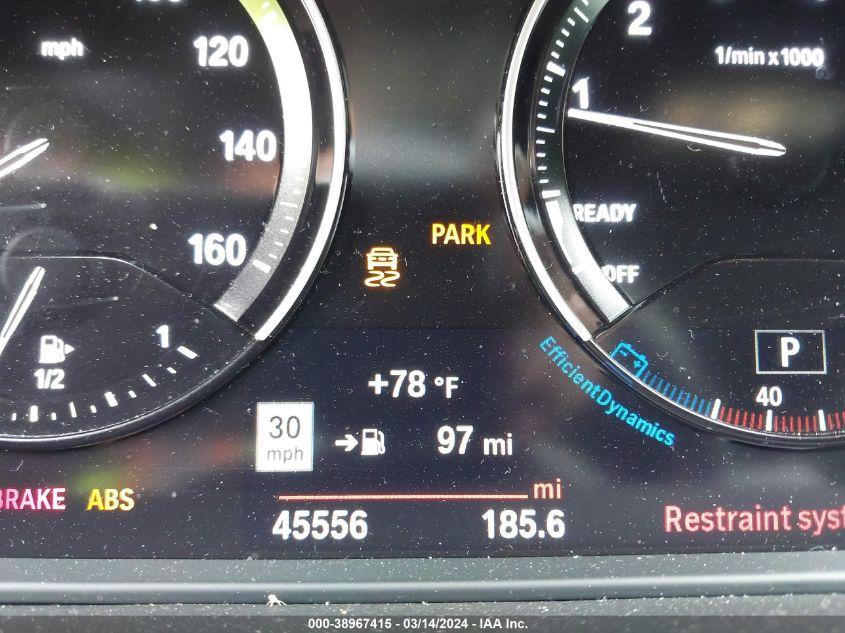 mph
120
140
160
1/2
1
PARK
2
1/min x 1000
1
READY
OFF
EfficientDynamics
P
40
+78 °F
30
mph
97 mi
BRAKE ABS
mi
45556 185.6
Restraint syst
000-38967415 - 03/14/2024 - IAA Inc.